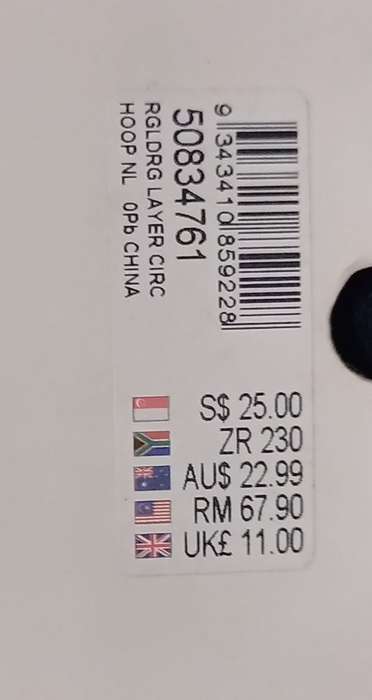 9 343410 859228
50834761
RGLDRG LAYER CIRC
HOOP NL 0Pb CHINA
S$ 25.00
ZR 230
AU$ 22.99
RM 67.90
UK£ 11.00